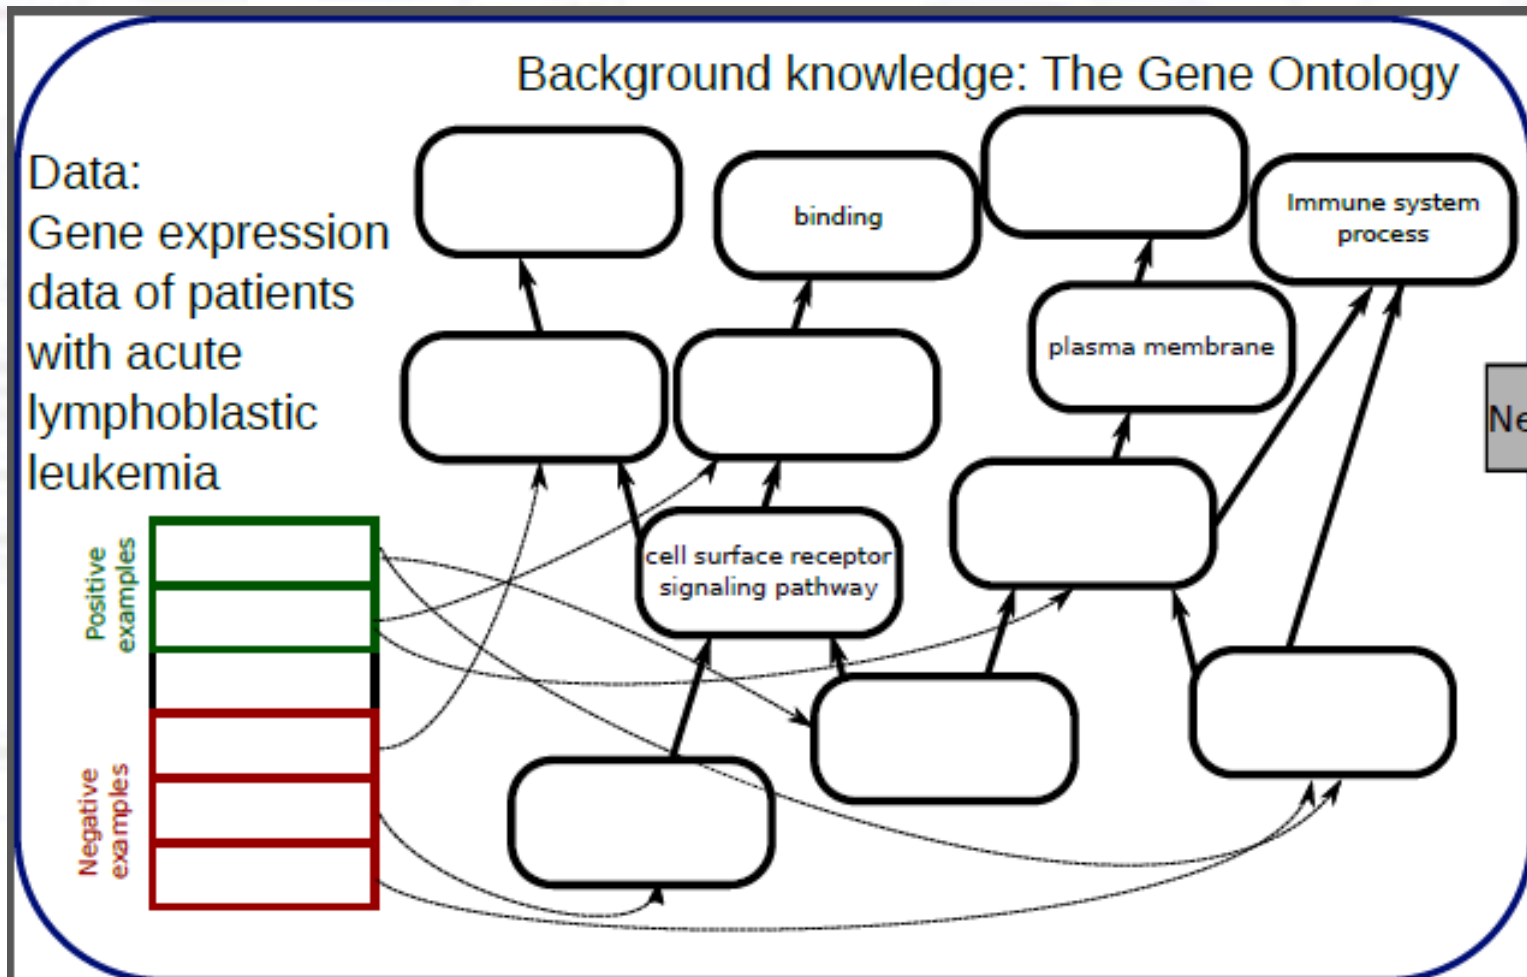 Background knowledge: The Gene Ontology
Data:
Gene expression
data of patients
with acute
lymphoblastic
leukemia
binding
Immune system
process
plasma membrane
Ne
cell surface receptor
signaling pathway
Positive
examples
Negative
examples